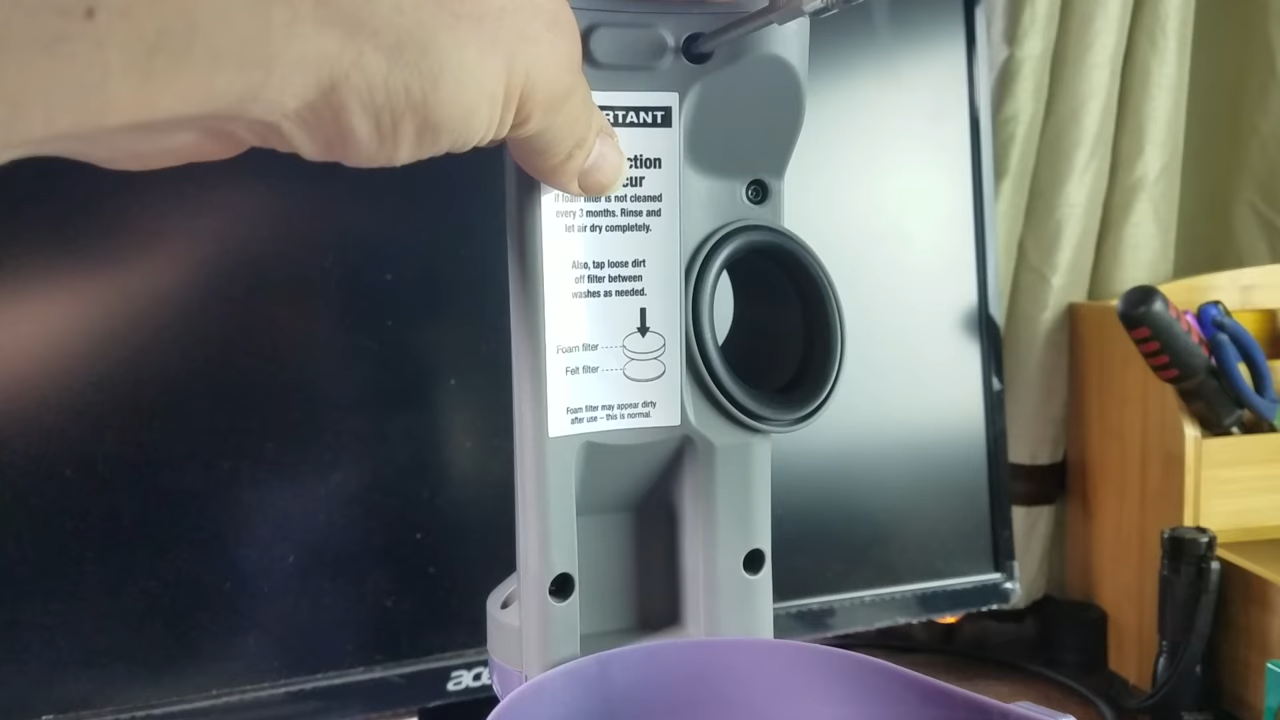 RTANT
ction
cur
If foam filter is not cleaned
every 3 months. Rinse and
let air dry completely.
Also, tap loose dirt
off filter between
washes as needed.
Foam filter
Felt filter
Foam filter may appear dirty
after use – this is normal.
ace